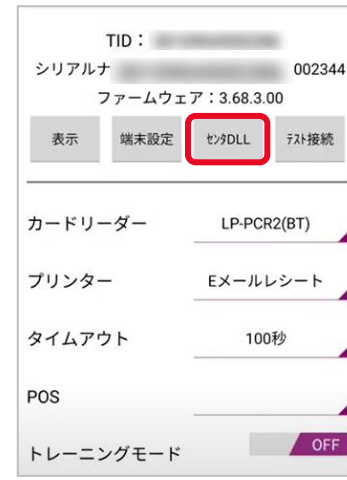 TID：
シリアルナ 002344
ファームウェア：3.68.3.00
表示 端末設定 ｾﾝﾀDLL ﾃｽﾄ接続
カードリーダー LP-PCR2(BT)
プリンター Eメールレシート
タイムアウト 100秒
POS
トレーニングモード OFF